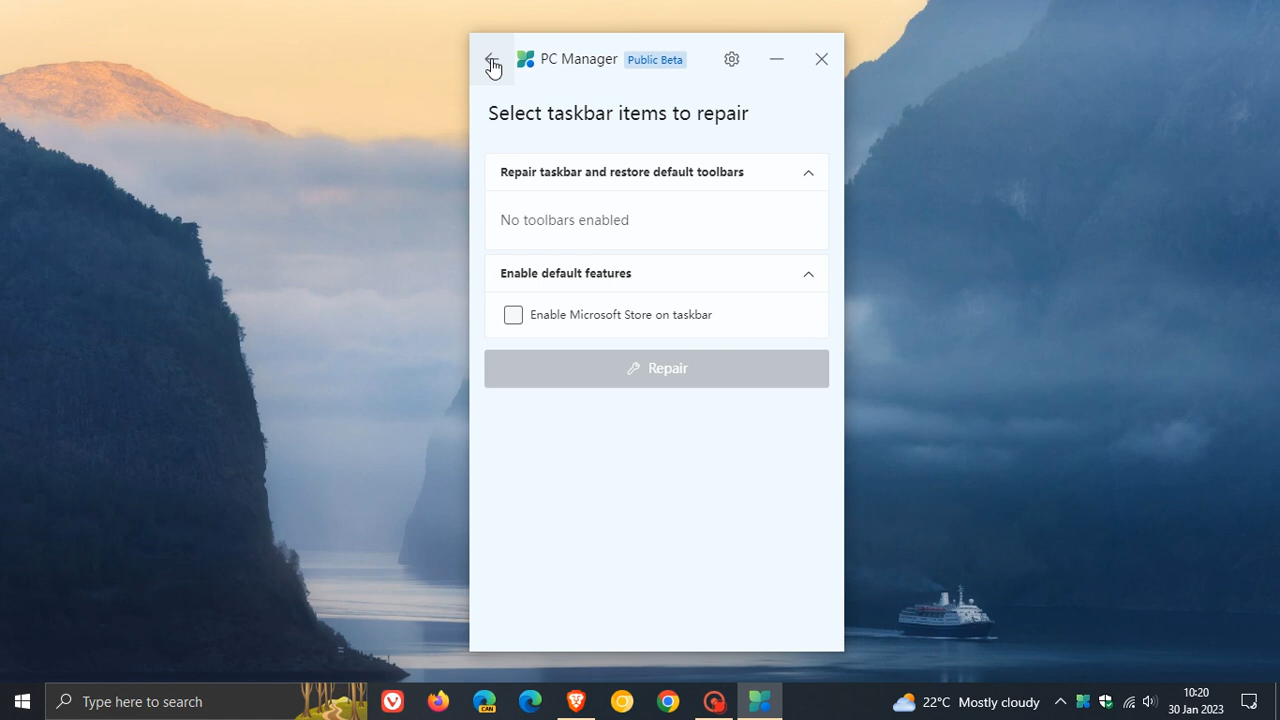 PC Manager Public Beta
Select taskbar items to repair
Repair taskbar and restore default toolbars
No toolbars enabled
Enable default features
Enable Microsoft Store on taskbar
Repair
Type here to search
CAN
22°C Mostly cloudy
10:20
30 Jan 2023